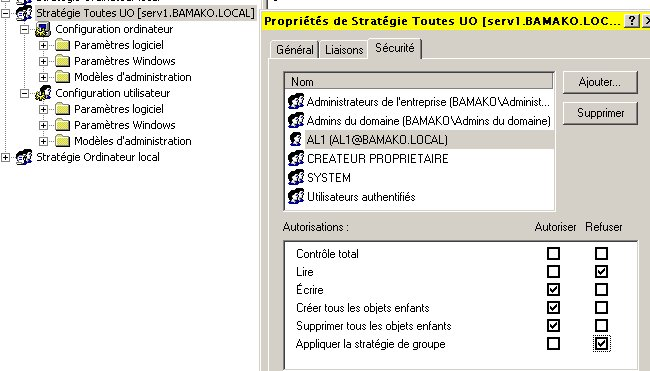 Stratégie Toutes UO [serv1.BAMAKO.LOCAL]
Configuration ordinateur
Paramètres logiciel
Paramètres Windows
Modèles d'administration
Configuration utilisateur
Paramètres logiciel
Paramètres Windows
Modèles d'administration
Stratégie Ordinateur local
Propriétés de Stratégie Toutes UO [serv1.BAMAKO.LOC...
Général
Liaisons
Sécurité
Nom
Administrateurs de l'entreprise (BAMAKO\Administ...
Admins du domaine (BAMAKO\Admins du domaine)
AL1 (AL1@BAMAKO.LOCAL)
CREATEUR PROPRIETAIRE
SYSTEM
Utilisateurs authentifiés
Ajouter...
Supprimer
Autorisations :
Autoriser
Refuser
Contrôle total
Lire
Écrire
Créer tous les objets enfants
Supprimer tous les objets enfants
Appliquer la stratégie de groupe